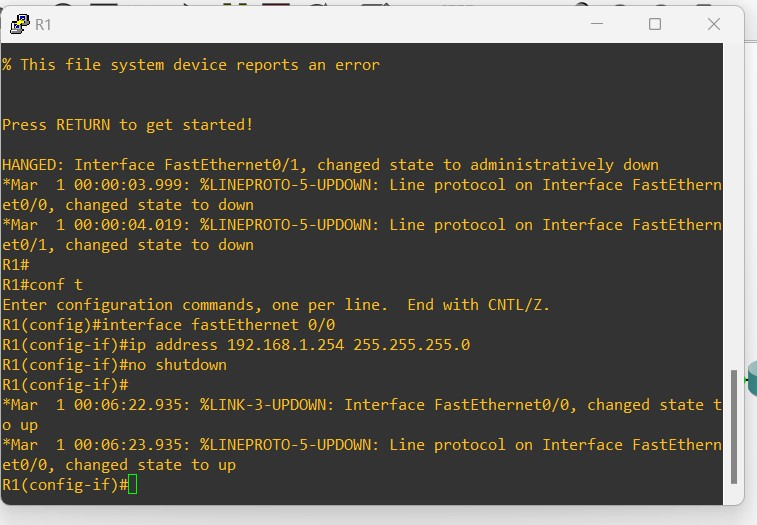 R1
% This file system device reports an error
Press RETURN to get started!
HANGED: Interface FastEthernet0/1, changed state to administratively down
*Mar  1 00:00:03.999: %LINEPROTO-5-UPDOWN: Line protocol on Interface FastEthern
et0/0, changed state to down
*Mar  1 00:00:04.019: %LINEPROTO-5-UPDOWN: Line protocol on Interface FastEthern
et0/1, changed state to down
R1#
R1#conf t
Enter configuration commands, one per line.  End with CNTL/Z.
R1(config)#interface fastEthernet 0/0
R1(config-if)#ip address 192.168.1.254 255.255.255.0
R1(config-if)#no shutdown
R1(config-if)#
*Mar  1 00:06:22.935: %LINK-3-UPDOWN: Interface FastEthernet0/0, changed state t
o up
*Mar  1 00:06:23.935: %LINEPROTO-5-UPDOWN: Line protocol on Interface FastEthern
et0/0, changed state to up
R1(config-if)#